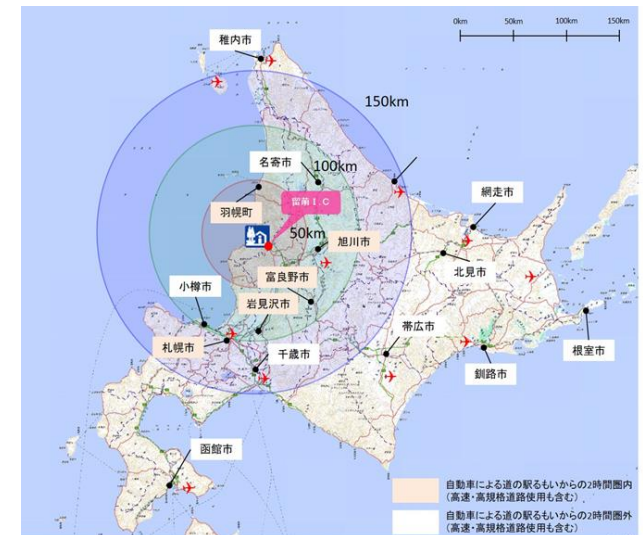 0km 50km 100km 150km
稚内市
150km
名寄市
100km
羽幌町
留萌IC
網走市
50km
旭川市
北見市
富良野市
小樽市
岩見沢市
帯広市
札幌市
千歳市
釧路市
根室市
函館市
自動車による道の駅るもいからの2時間圏内
（高速・高規格道路使用も含む）
自動車による道の駅るもいからの2時間圏外
（高速・高規格道路使用も含む）